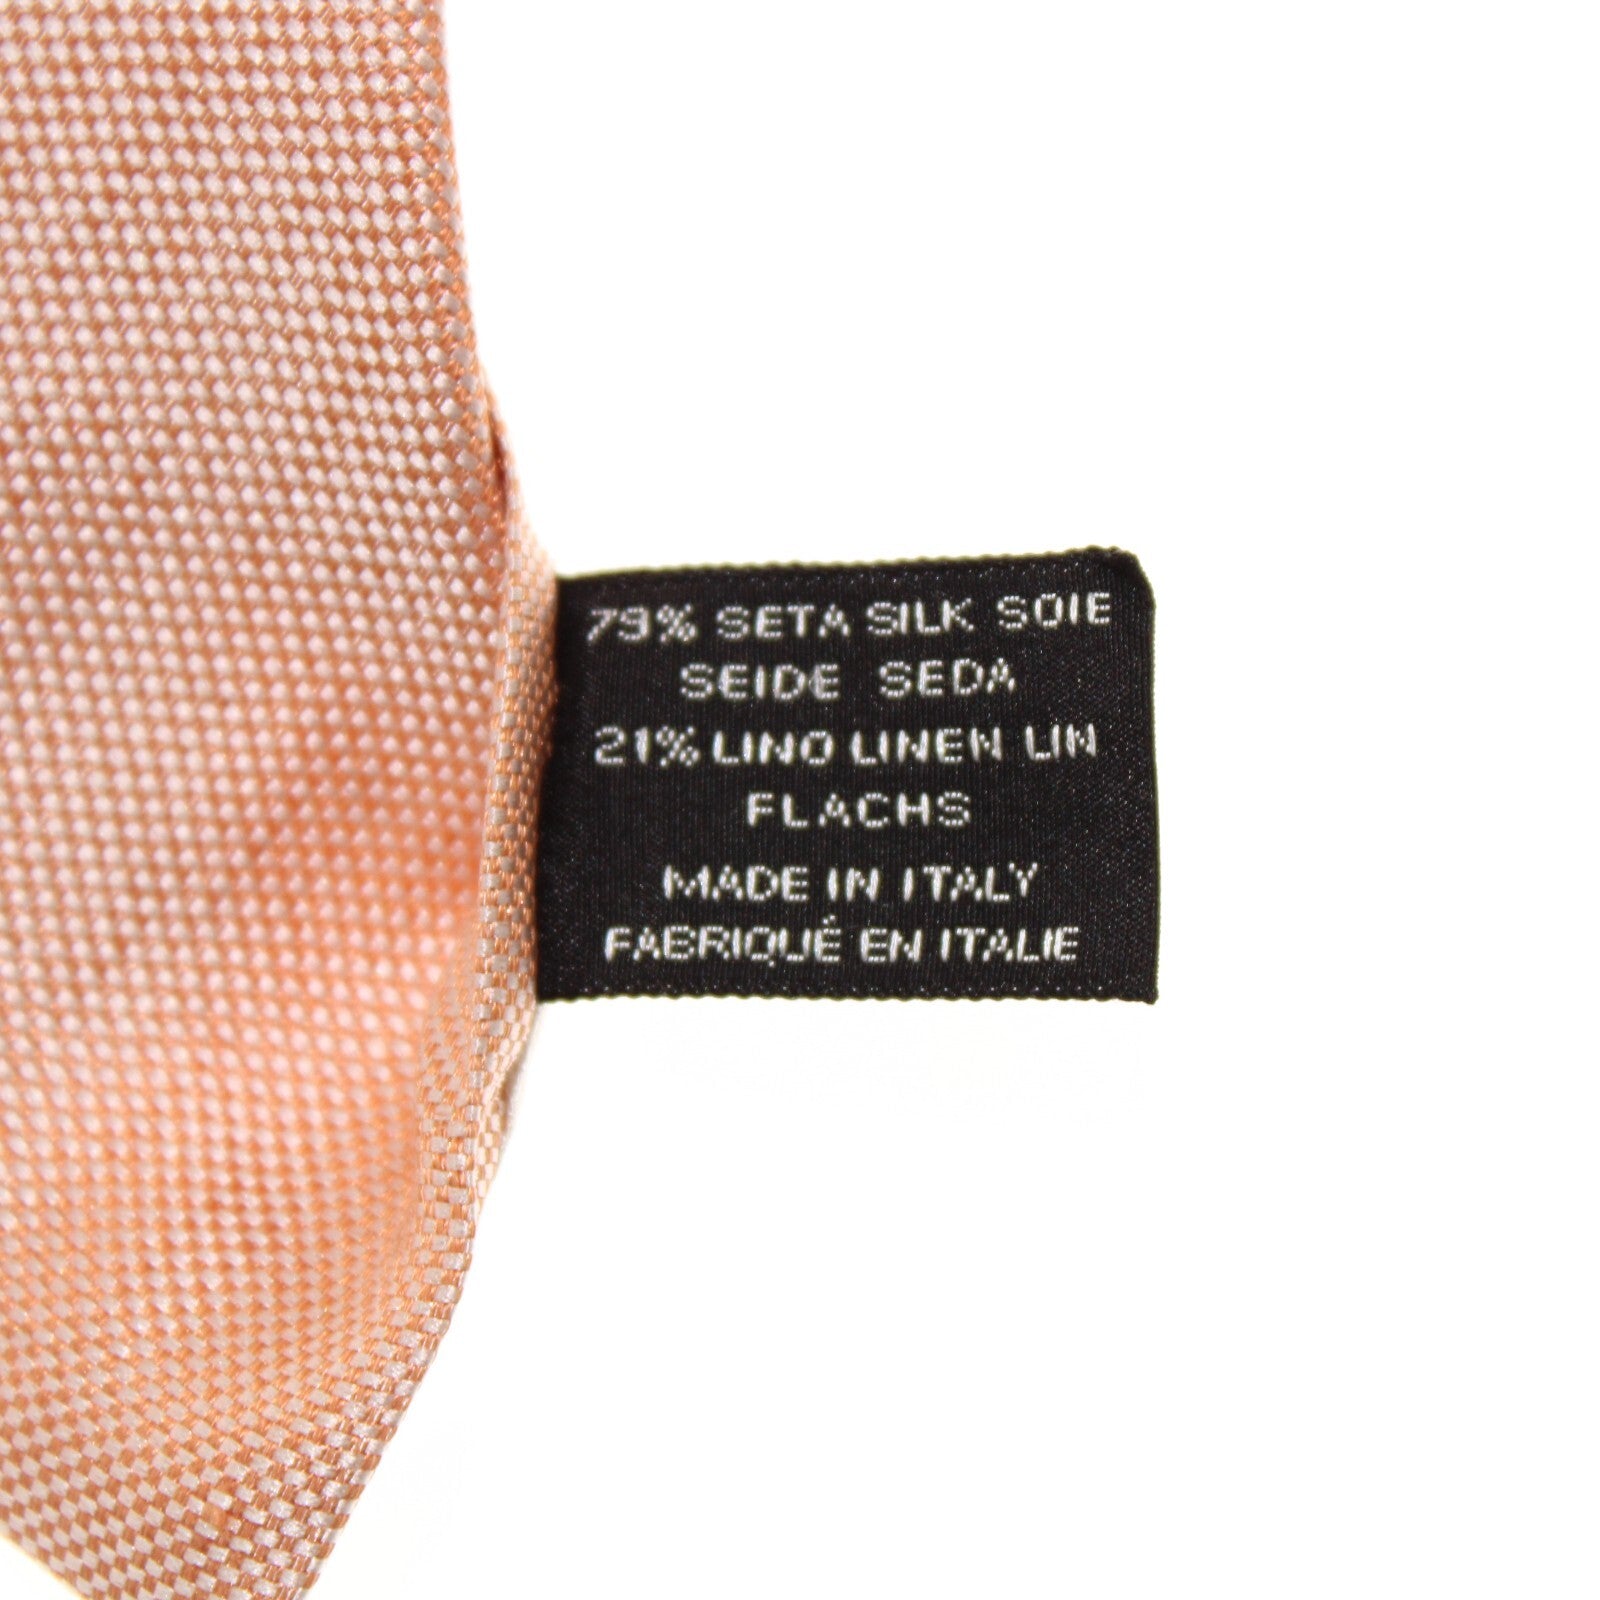 79% SETA SILK SOIE
SEIDE SEDA
21% LINO LINEN LIN
FLACHS
MADE IN ITALY
FABRIQUÉ EN ITALIE